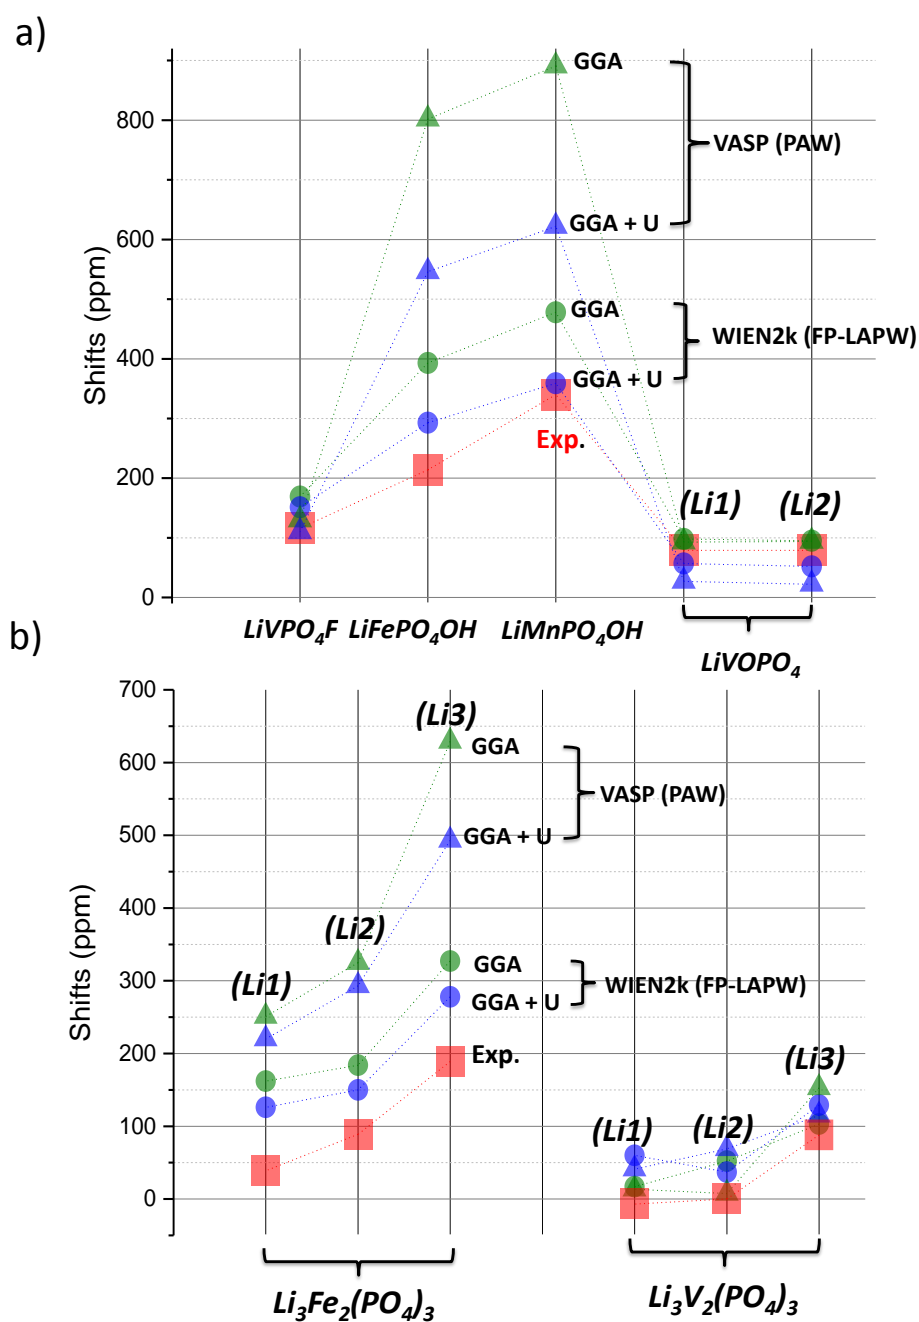 a)
GGA
800
VASP (PAW)
GGA + U
600
GGA
WIEN2k (FP-LAPW)
400
GGA + U
Shifts (ppm)
Exp.
200
(Li1) (Li2)
0
LiVPO₄F LiFePO₄OH LiMnPO₄OH
LiVOPO₄
b)
700
(Li3)
GGA
600
VASP (PAW)
500
GGA + U
400
(Li2)
Shifts (ppm)
(Li1)
300
GGA
WIEN2k (FP-LAPW)
GGA + U
200
Exp.
(Li3)
100
(Li1) (Li2)
0
Li₃Fe₂(PO₄)₃ Li₃V₂(PO₄)₃